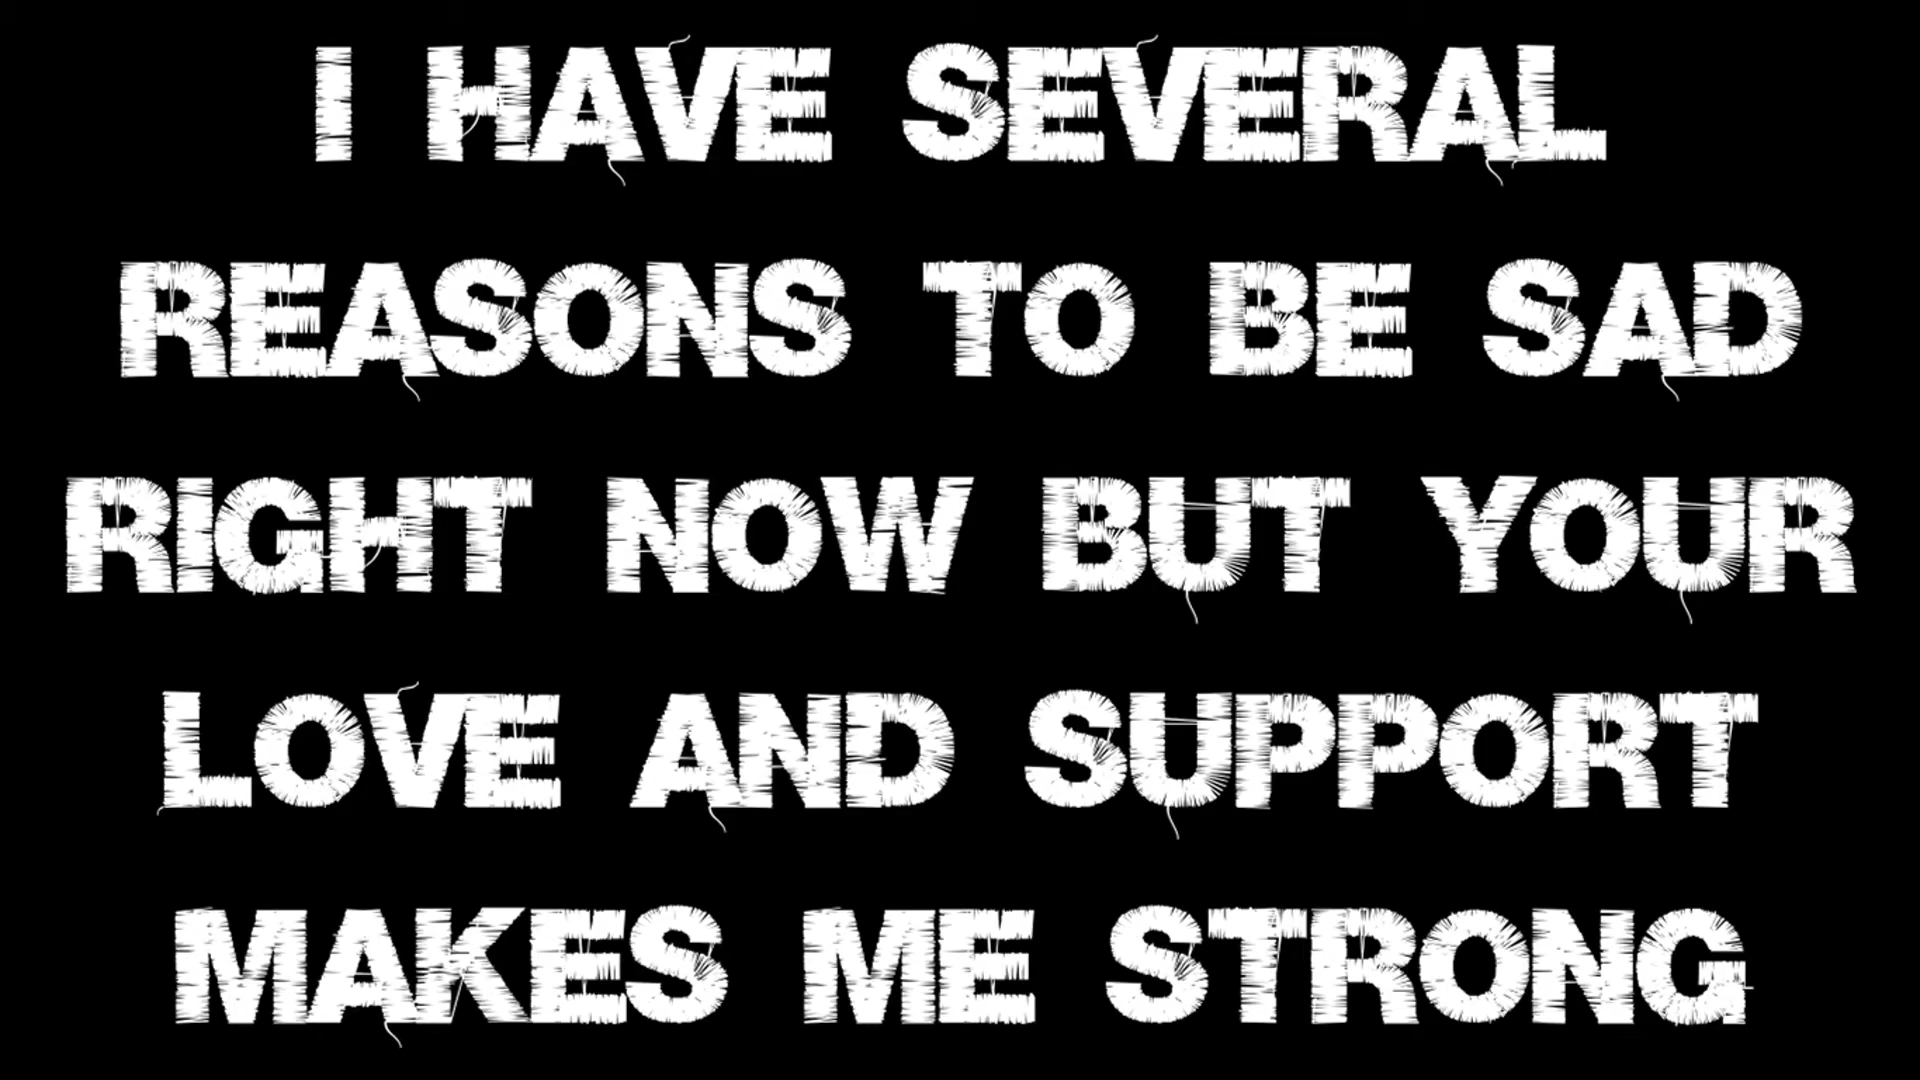 I HAVE SEVERAL
REASONS TO BE SAD
RIGHT NOW BUT YOUR
LOVE AND SUPPORT
MAKES ME STRONG